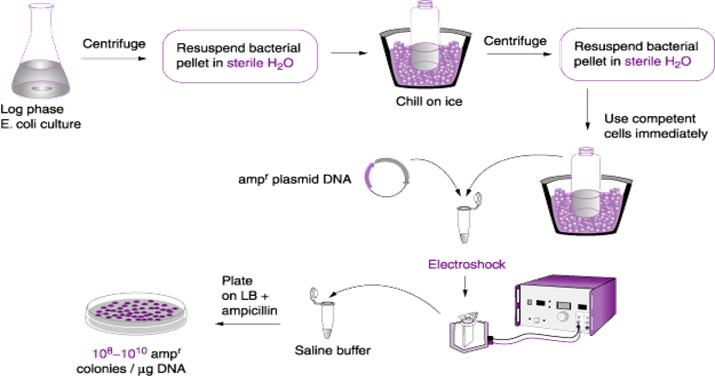 Centrifuge
Resuspend bacterial
pellet in sterile H₂O
Centrifuge
Resuspend bacterial
pellet in sterile H₂O
Log phase
E. coli culture
Chill on ice
Use competent
cells immediately
ampʳ plasmid DNA
Electroshock
Plate
on LB +
ampicillin
Saline buffer
10⁸–10¹⁰ ampʳ
colonies / μg DNA